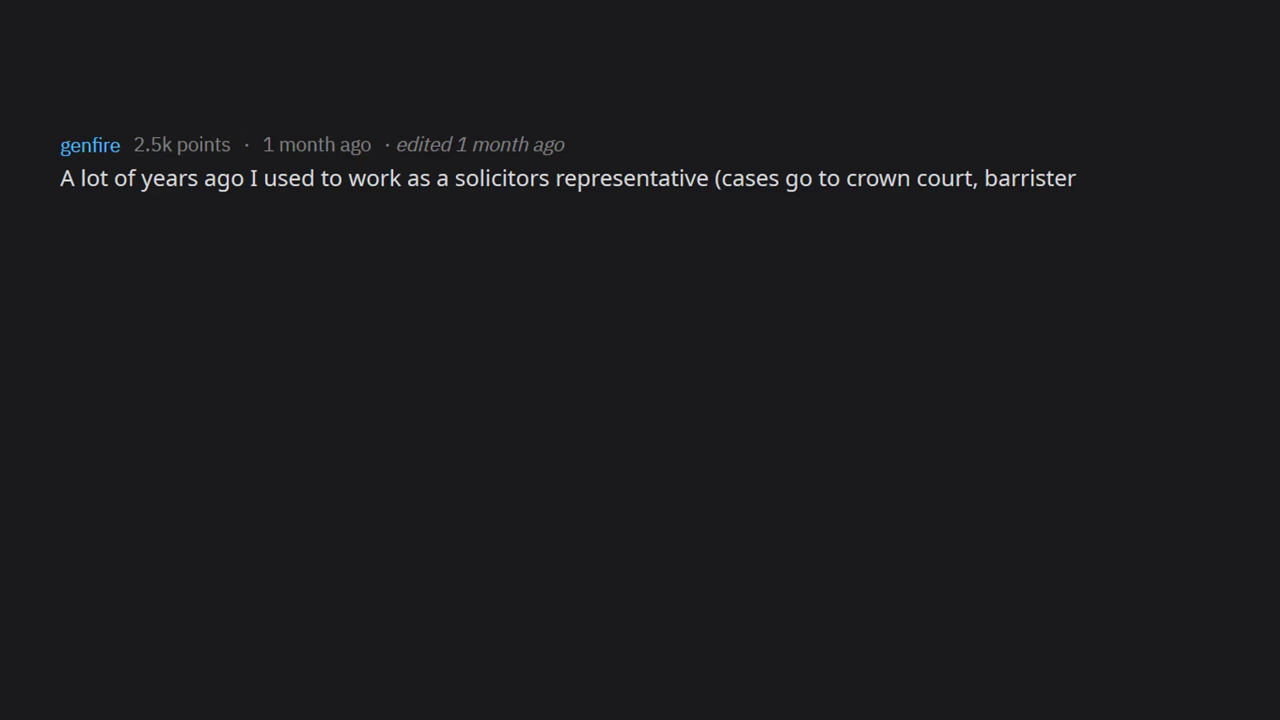 genfire 2.5k points · 1 month ago · edited 1 month ago
A lot of years ago I used to work as a solicitors representative (cases go to crown court, barrister